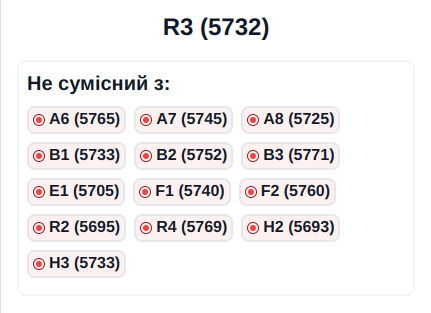 R3 (5732)
Не сумісний з:
A6 (5765) A7 (5745) A8 (5725)
B1 (5733) B2 (5752) B3 (5771)
E1 (5705) F1 (5740) F2 (5760)
R2 (5695) R4 (5769) H2 (5693)
H3 (5733)